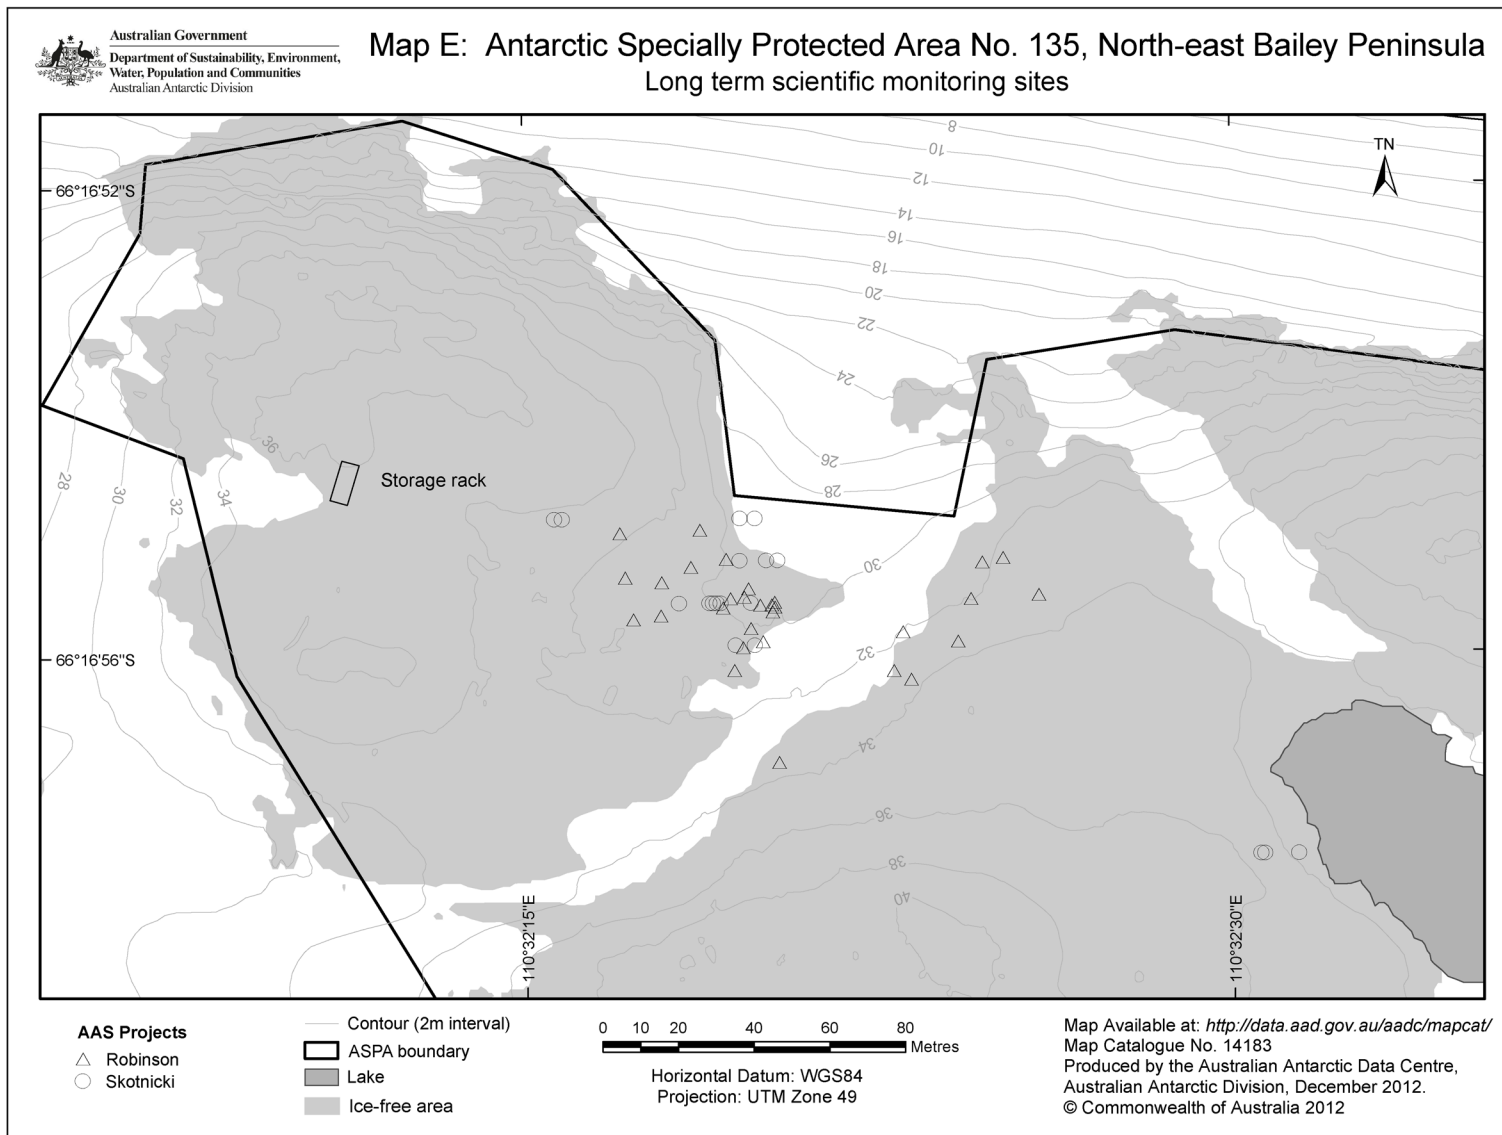 Australian Government
Department of Sustainability, Environment,
Water, Population and Communities
Australian Antarctic Division
Map E: Antarctic Specially Protected Area No. 135, North-east Bailey Peninsula
Long term scientific monitoring sites
TN
66°16'52"S
66°16'56"S
110°32'15"E
110°32'30"E
8
10
12
14
16
18
20
22
24
26
28
30
32
34
36
38
40
36
28
30
32
34
Storage rack
AAS Projects
Robinson
Skotnicki
Contour (2m interval)
ASPA boundary
Lake
Ice-free area
0 10 20 40 60 80
Metres
Horizontal Datum: WGS84
Projection: UTM Zone 49
Map Available at: http://data.aad.gov.au/aadc/mapcat/
Map Catalogue No. 14183
Produced by the Australian Antarctic Data Centre,
Australian Antarctic Division, December 2012.
© Commonwealth of Australia 2012